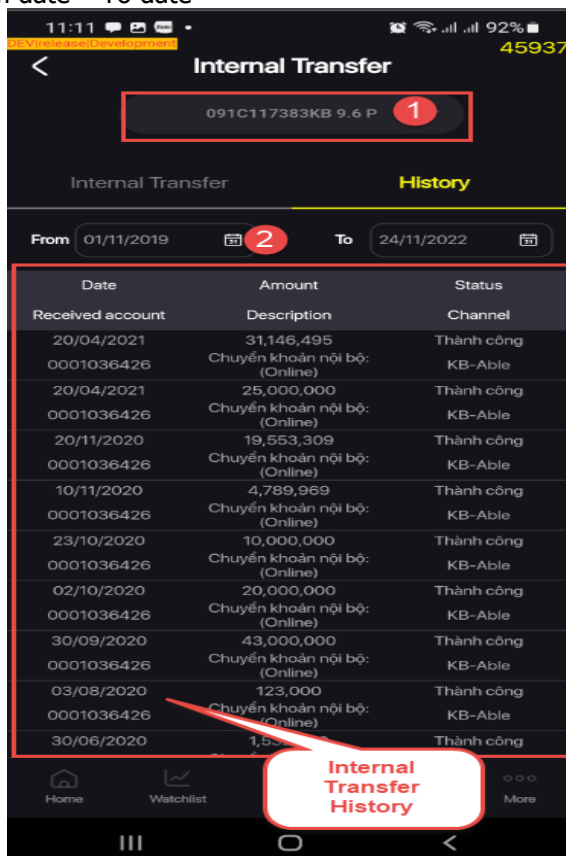 11:11 92%
DEV|release|Development
45937
Internal Transfer
091C117383KB 9.6 P 1
Internal Transfer History
From 01/11/2019 2 To 24/11/2022
Date Amount Status
Received account Description Channel
20/04/2021 31,146,495 Thành công
0001036426 Chuyển khoản nội bộ: KB-Able
(Online)
20/04/2021 25,000,000 Thành công
0001036426 Chuyển khoản nội bộ: KB-Able
(Online)
20/11/2020 19,553,309 Thành công
0001036426 Chuyển khoản nội bộ: KB-Able
(Online)
10/11/2020 4,789,969 Thành công
0001036426 Chuyển khoản nội bộ: KB-Able
(Online)
23/10/2020 10,000,000 Thành công
0001036426 Chuyển khoản nội bộ: KB-Able
(Online)
02/10/2020 20,000,000 Thành công
0001036426 Chuyển khoản nội bộ: KB-Able
(Online)
30/09/2020 43,000,000 Thành công
0001036426 Chuyển khoản nội bộ: KB-Able
(Online)
03/08/2020 123,000 Thành công
0001036426 Chuyển khoản nội bộ: KB-Able
(Online)
30/06/2020 Thành công
Internal
Transfer
History
Home Watchlist More